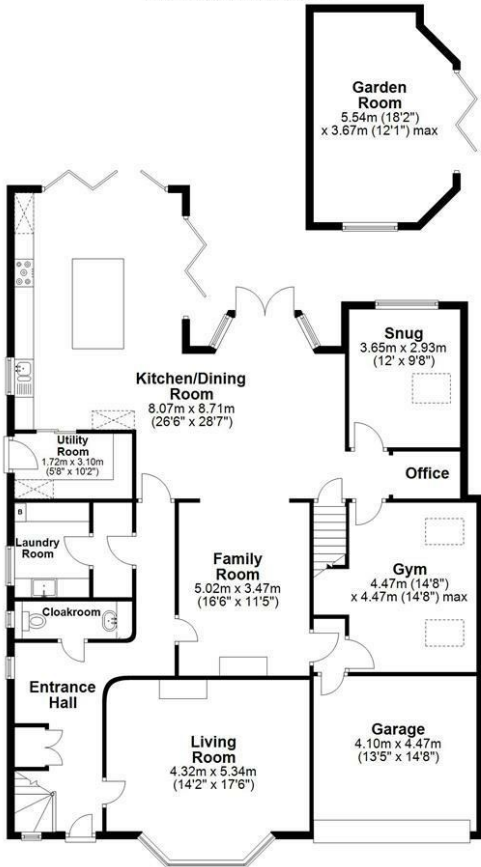 Garden
Room
5.54m (18'2")
x 3.67m (12'1") max
Snug
3.65m x 2.93m
(12' x 9'8")
Kitchen/Dining
Room
8.07m x 8.71m
(26'6" x 28'7")
Utility
Room
1.72m x 3.10m
(5'8" x 10'2")
Office
B
Laundry
Room
Family
Room
5.02m x 3.47m
(16'6" x 11'5")
Gym
4.47m (14'8")
x 4.47m (14'8") max
Cloakroom
Entrance
Hall
Living
Room
4.32m x 5.34m
(14'2" x 17'6")
Garage
4.10m x 4.47m
(13'5" x 14'8")